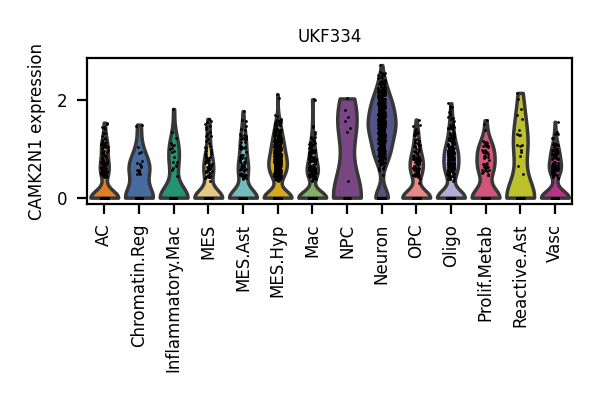 UKF334
CAMK2N1 expression
2
0
AC
Chromatin.Reg
Inflammatory.Mac
MES
MES.Ast
MES.Hyp
Mac
NPC
Neuron
OPC
Oligo
Prolif.Metab
Reactive.Ast
Vasc